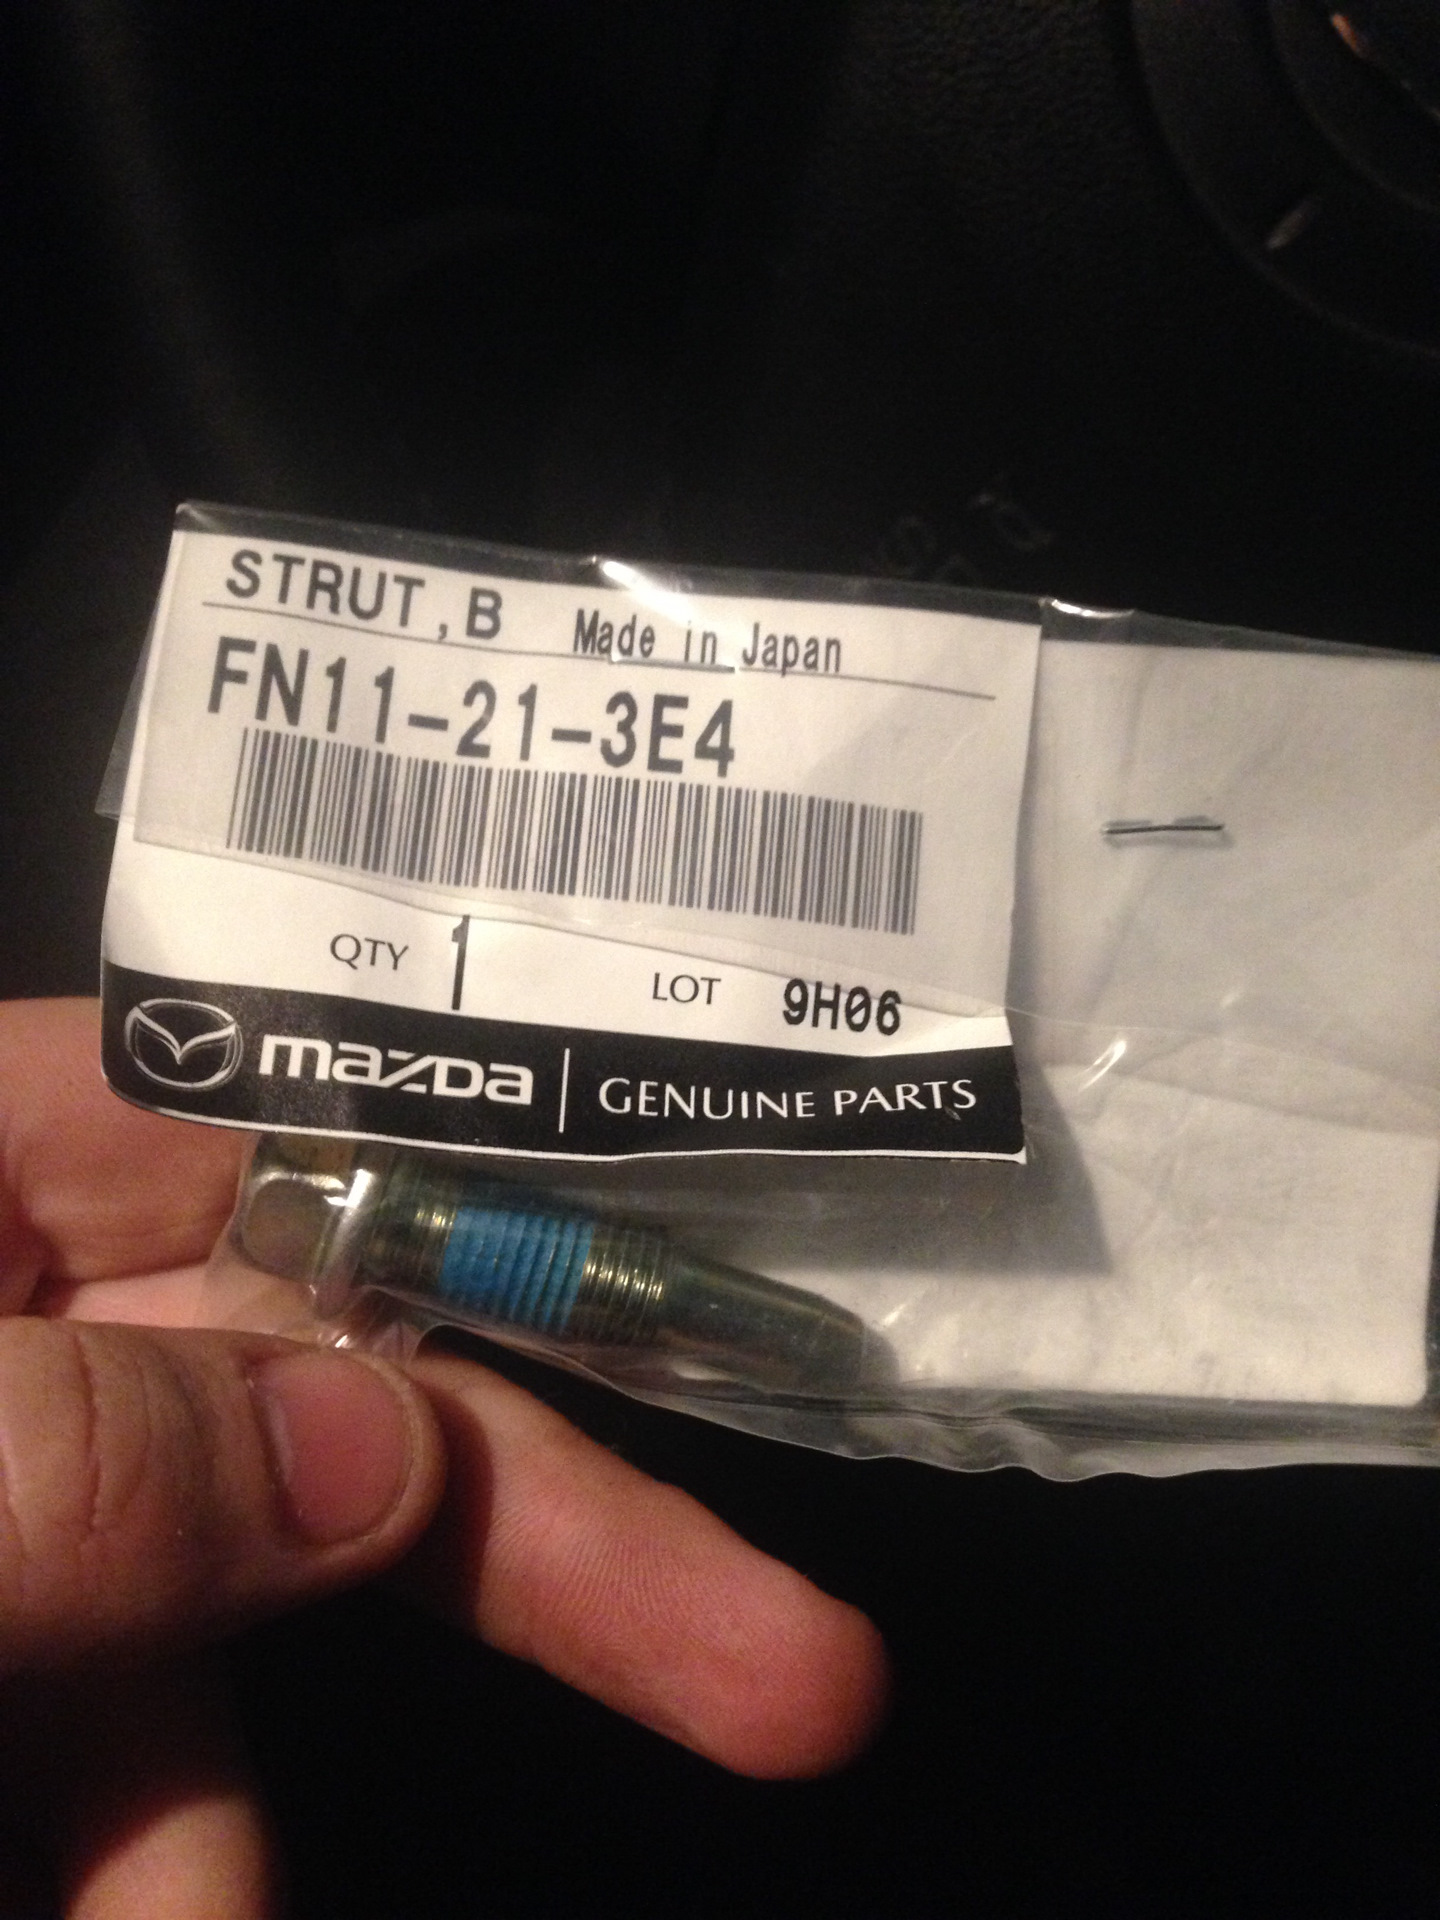 STRUT,B Made in Japan
FN11-21-3E4
QTY 1 LOT 9H06
mazda GENUINE PARTS